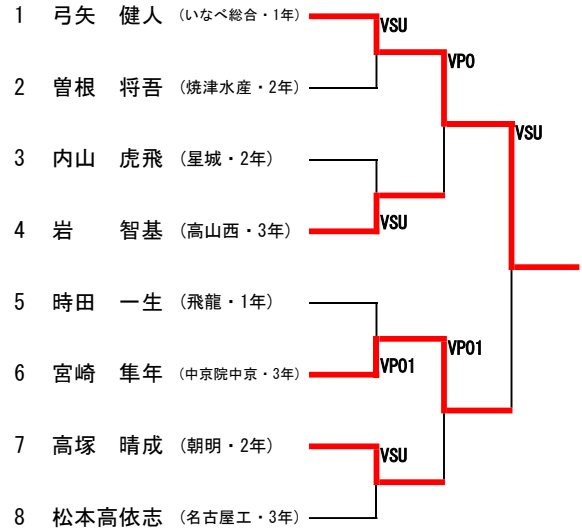 1 弓矢 健人 (いなべ総合・1年)
VSU
VPO
2 曽根 将吾 (焼津水産・2年)
VSU
3 内山 虎飛 (星城・2年)
VSU
4 岩 智基 (高山西・3年)
5 時田 一生 (飛龍・1年)
VPO1
VPO1
6 宮崎 隼年 (中京院中京・3年)
7 高塚 晴成 (朝明・2年)
VSU
8 松本高依志 (名古屋工・3年)